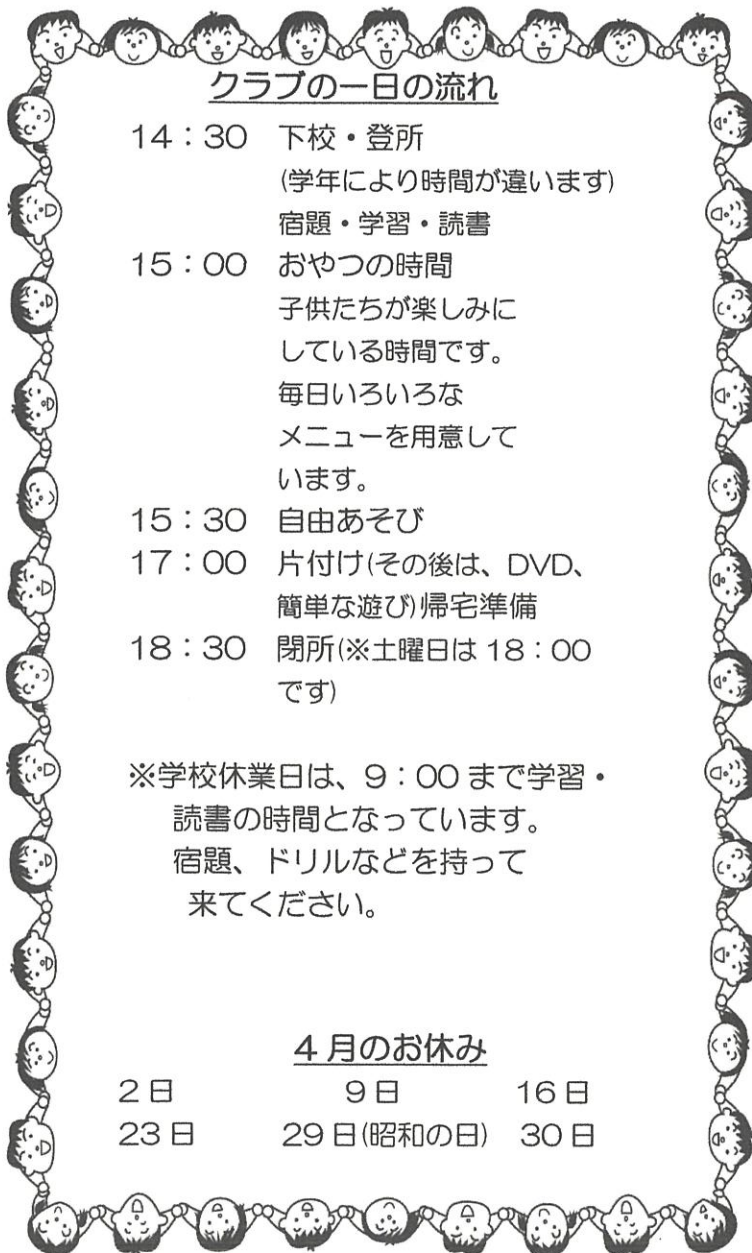 クラブの一日の流れ
14：30　下校・登所
(学年により時間が違います)
宿題・学習・読書
15：00　おやつの時間
子供たちが楽しみに
している時間です。
毎日いろいろな
メニューを用意して
います。
15：30　自由あそび
17：00　片付け(その後は、DVD、
簡単な遊び)帰宅準備
18：30　閉所(※土曜日は 18：00
です)
※学校休業日は、9：00 まで学習・
読書の時間となっています。
宿題、ドリルなどを持って
来てください。
4 月のお休み
2 日　9 日　16 日
23 日　29 日(昭和の日)　30 日